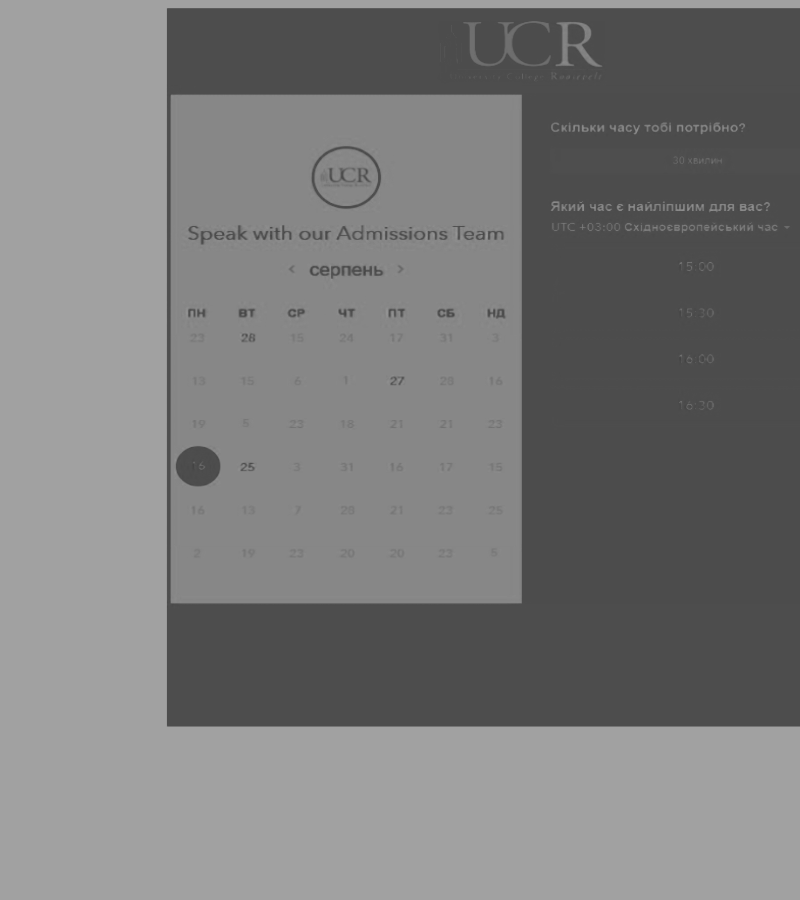 UCR
University College Roosevelt
UCR
Speak with our Admissions Team
< серпень >
ПН ВТ СР ЧТ ПТ СБ НД
23 28 15 24 17 31 3
13 15 6 1 27 28 16
19 5 23 18 21 21 23
16 25 3 31 16 17 15
16 13 7 28 21 23 25
2 19 23 20 20 23 8
Скільки часу тобі потрібно?
30 хвилин
Який час є найліпшим для вас?
UTC +03:00 Східноєвропейський час
15:00
15:30
16:00
16:30